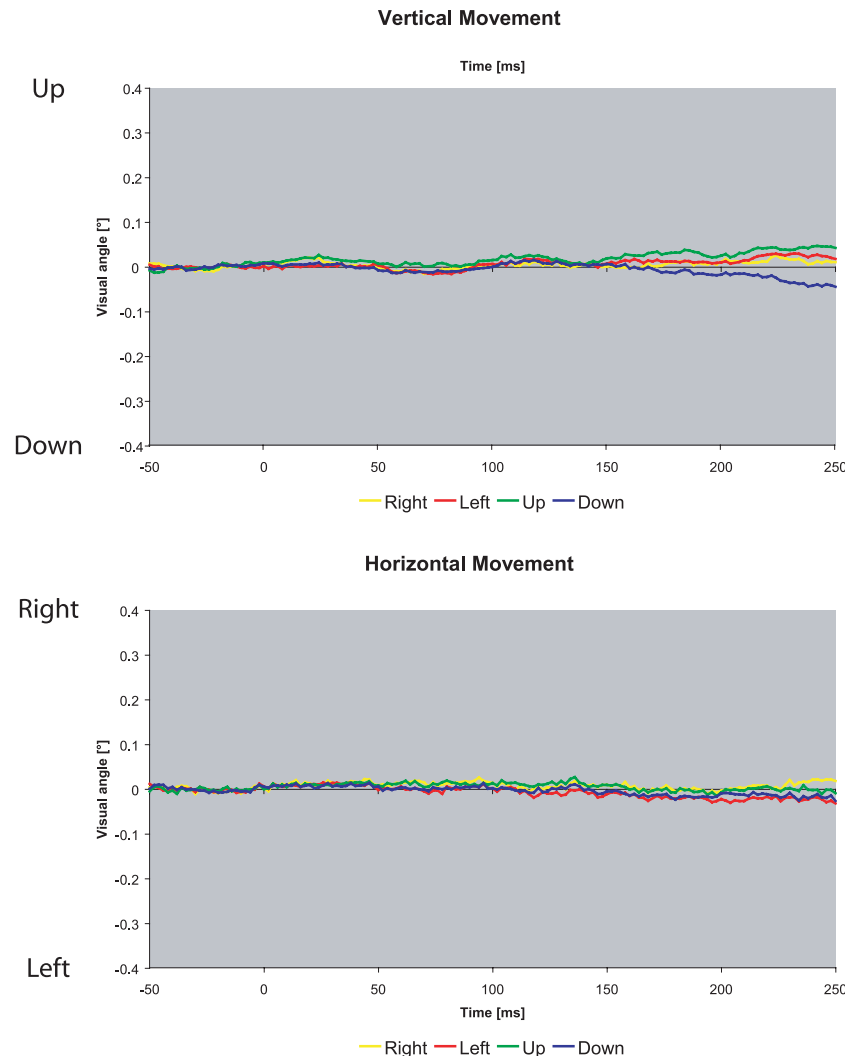 Vertical Movement
Time [ms]
Up
0.4
0.3
0.2
0.1
0
-0.1
-0.2
-0.3
-0.4
Visual angle [°]
Down
-50 0 50 100 150 200 250
Right Left Up Down
Horizontal Movement
Right
0.4
0.3
0.2
0.1
0
-0.1
-0.2
-0.3
-0.4
Visual angle [°]
Left
-50 0 50 100 150 200 250
Time [ms]
Right Left Up Down